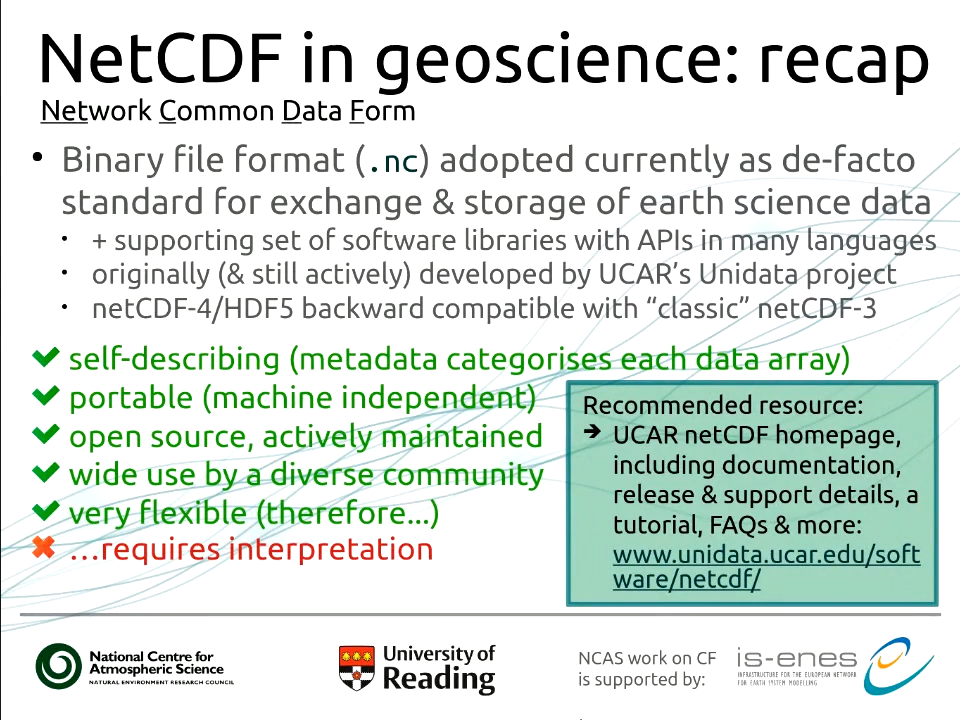 NetCDF in geoscience: recap
Network Common Data Form
• Binary file format (.nc) adopted currently as de-facto
standard for exchange & storage of earth science data
• + supporting set of software libraries with APIs in many languages
• originally (& still actively) developed by UCAR’s Unidata project
• netCDF-4/HDF5 backward compatible with “classic” netCDF-3
✔ self-describing (metadata categorises each data array)
✔ portable (machine independent)
✔ open source, actively maintained
✔ wide use by a diverse community
✔ very flexible (therefore...)
✖ …requires interpretation
Recommended resource:
➔ UCAR netCDF homepage,
including documentation,
release & support details, a
tutorial, FAQs & more:
www.unidata.ucar.edu/soft
ware/netcdf/
National Centre for
Atmospheric Science
NATURAL ENVIRONMENT RESEARCH COUNCIL
University of
Reading
NCAS work on CF
is supported by:
is-enes
INFRASTRUCTURE FOR THE EUROPEAN NETWORK
FOR EARTH SYSTEM MODELLING